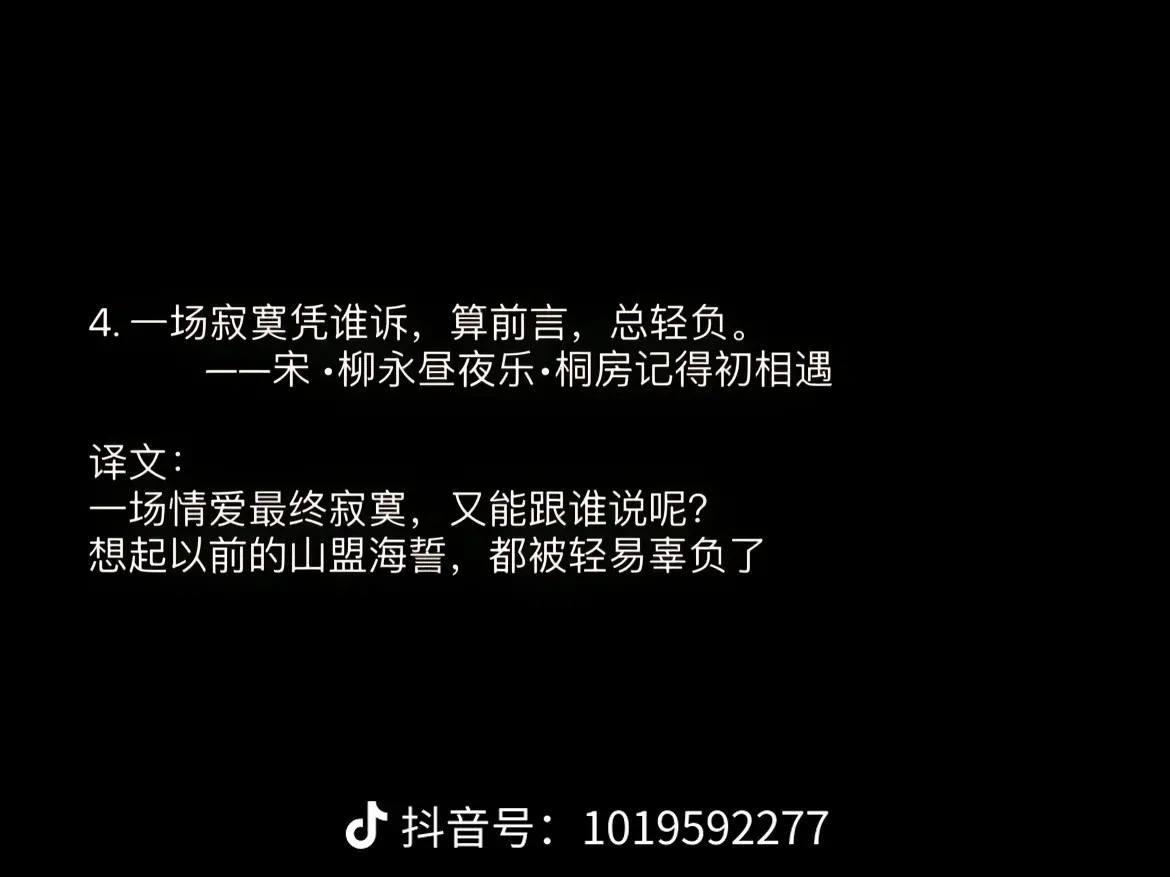 4. 一场寂寞凭谁诉，算前言，总轻负。
——宋·柳永昼夜乐·桐房记得初相遇
译文：
一场情爱最终寂寞，又能跟谁说呢？
想起以前的山盟海誓，都被轻易辜负了
抖音号：1019592277